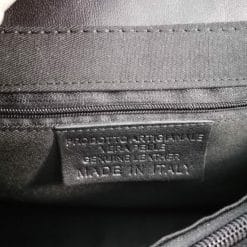 PRODOTTO ARTIGIANALE
VERA PELLE
GENUINE LEATHER
MADE IN ITALY